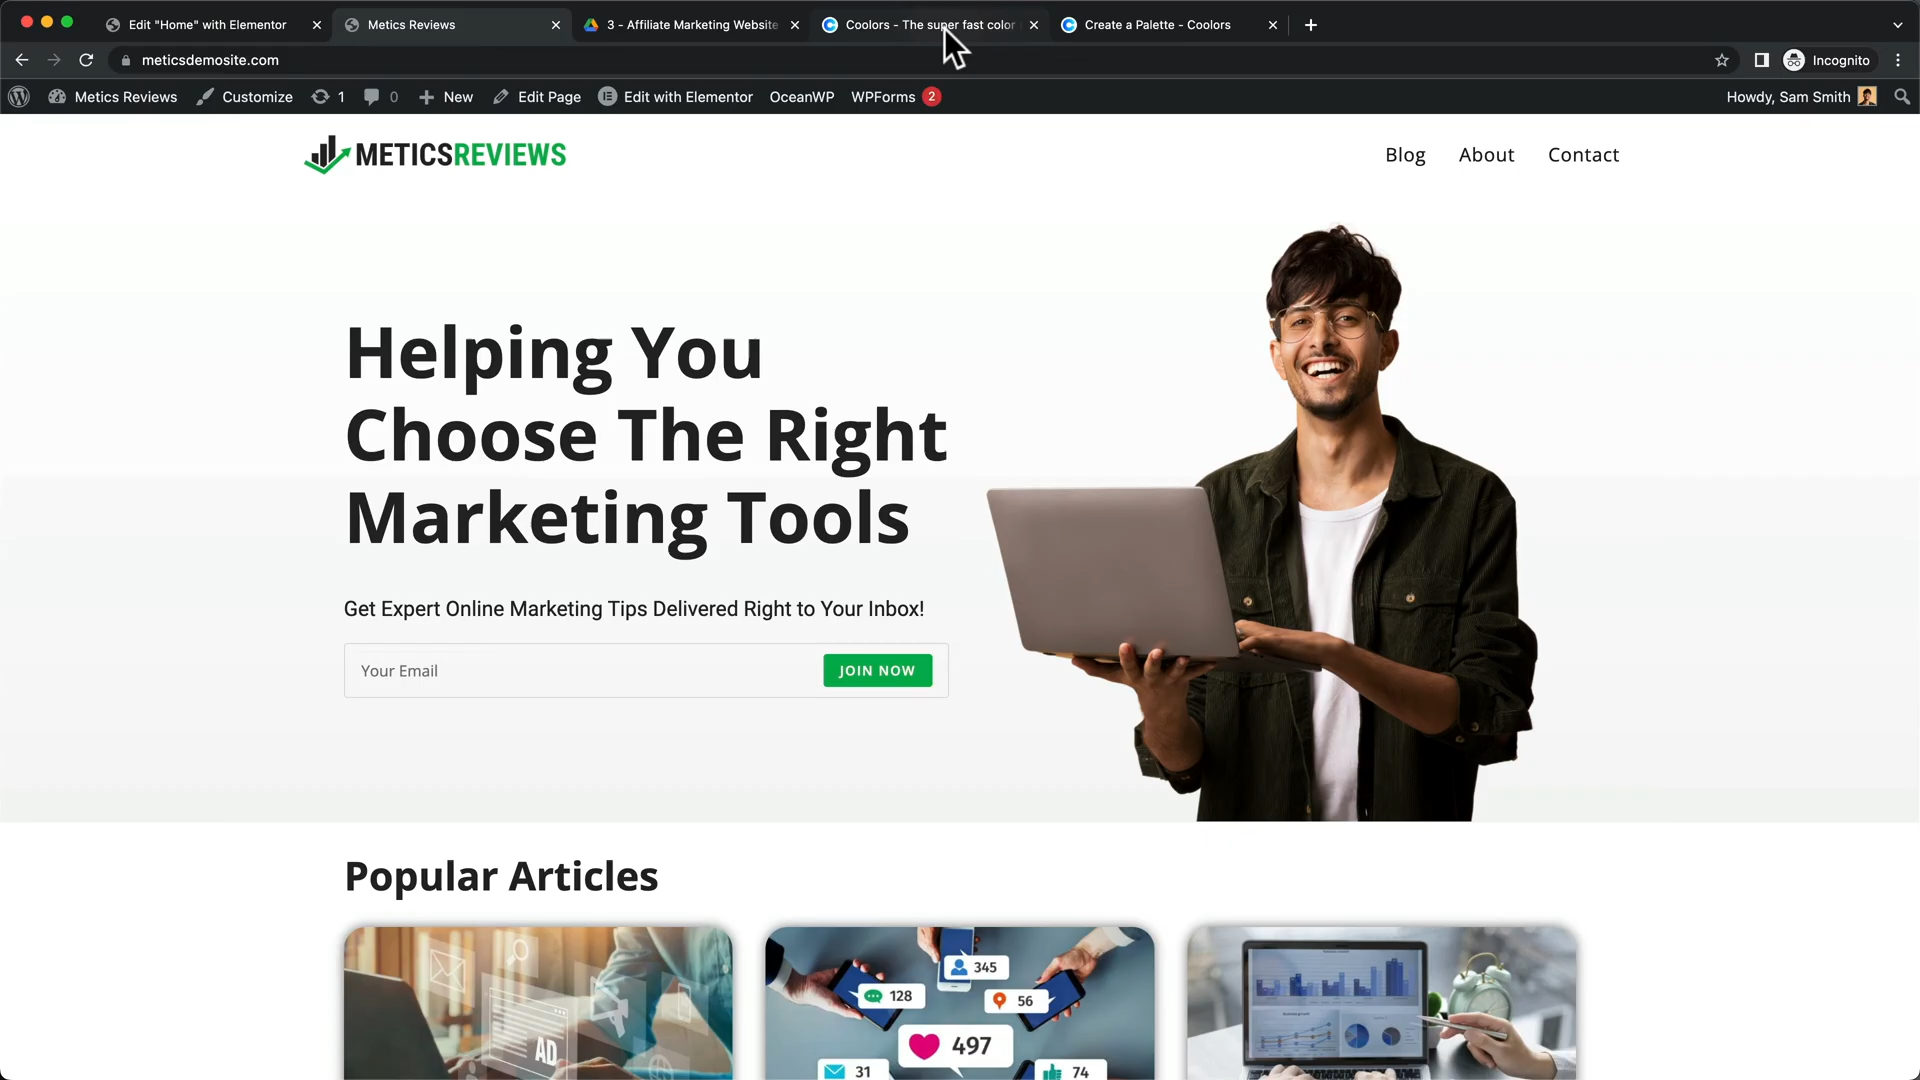 Edit "Home" with Elementor
Metics Reviews
3 - Affiliate Marketing Website
Coolors - The super fast color
Create a Palette - Coolors
meticsdemosite.com
Incognito
Metics Reviews
Customize
1
0
New
Edit Page
Edit with Elementor
OceanWP
WPForms 2
Howdy, Sam Smith
METICSREVIEWS
Blog
About
Contact
Helping You
Choose The Right
Marketing Tools
Get Expert Online Marketing Tips Delivered Right to Your Inbox!
Your Email
JOIN NOW
Popular Articles
AD
345
128
56
497
31
74